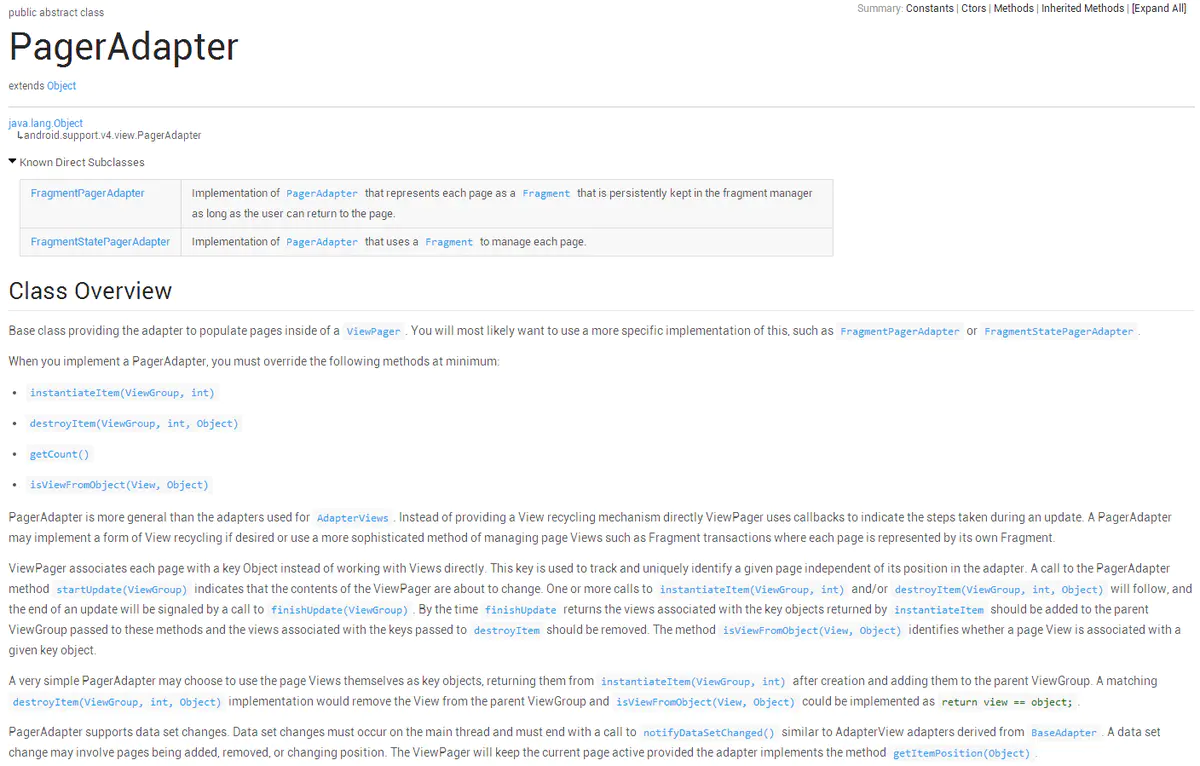 public abstract class
Summary: Constants | Ctors | Methods | Inherited Methods | [Expand All]
PagerAdapter
extends Object
java.lang.Object
↳android.support.v4.view.PagerAdapter
Known Direct Subclasses
FragmentPagerAdapter
Implementation of PagerAdapter that represents each page as a Fragment that is persistently kept in the fragment manager
as long as the user can return to the page.
FragmentStatePagerAdapter
Implementation of PagerAdapter that uses a Fragment to manage each page.
Class Overview
Base class providing the adapter to populate pages inside of a ViewPager . You will most likely want to use a more specific implementation of this, such as FragmentPagerAdapter or FragmentStatePagerAdapter .
When you implement a PagerAdapter, you must override the following methods at minimum:
• instantiateItem(ViewGroup, int)
• destroyItem(ViewGroup, int, Object)
• getCount()
• isViewFromObject(View, Object)
PagerAdapter is more general than the adapters used for AdapterViews . Instead of providing a View recycling mechanism directly ViewPager uses callbacks to indicate the steps taken during an update. A PagerAdapter
may implement a form of View recycling if desired or use a more sophisticated method of managing page Views such as Fragment transactions where each page is represented by its own Fragment.
ViewPager associates each page with a key Object instead of working with Views directly. This key is used to track and uniquely identify a given page independent of its position in the adapter. A call to the PagerAdapter
method startUpdate(ViewGroup) indicates that the contents of the ViewPager are about to change. One or more calls to instantiateItem(ViewGroup, int) and/or destroyItem(ViewGroup, int, Object) will follow, and
the end of an update will be signaled by a call to finishUpdate(ViewGroup) . By the time finishUpdate returns the views associated with the key objects returned by instantiateItem should be added to the parent
ViewGroup passed to these methods and the views associated with the keys passed to destroyItem should be removed. The method isViewFromObject(View, Object) identifies whether a page View is associated with a
given key object.
A very simple PagerAdapter may choose to use the page Views themselves as key objects, returning them from instantiateItem(ViewGroup, int) after creation and adding them to the parent ViewGroup. A matching
destroyItem(ViewGroup, int, Object) implementation would remove the View from the parent ViewGroup and isViewFromObject(View, Object) could be implemented as return view == object; .
PagerAdapter supports data set changes. Data set changes must occur on the main thread and must end with a call to notifyDataSetChanged() similar to AdapterView adapters derived from BaseAdapter . A data set
change may involve pages being added, removed, or changing position. The ViewPager will keep the current page active provided the adapter implements the method getItemPosition(Object) .